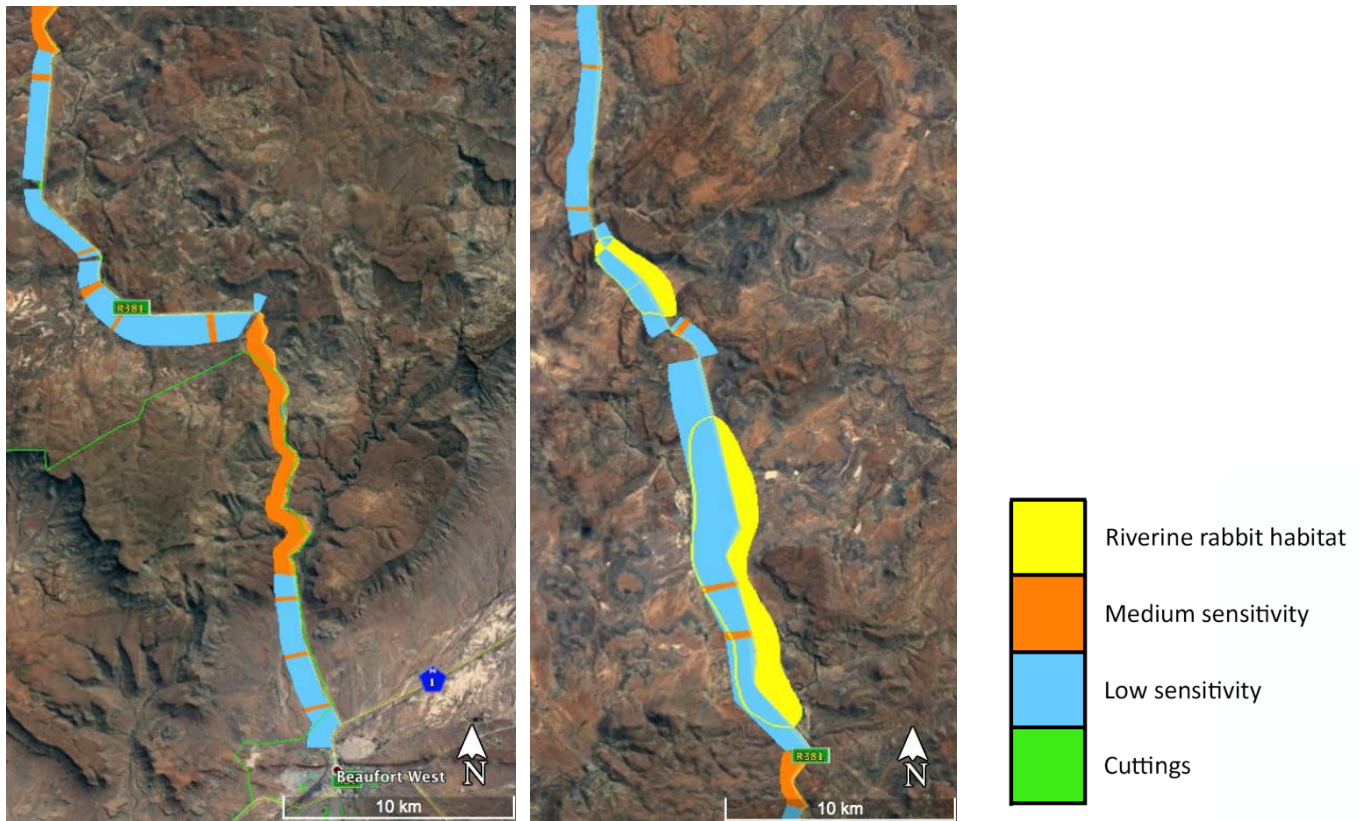 R381
N
1
Beaufort West
N
10 km
R381
N
10 km
Riverine rabbit habitat
Medium sensitivity
Low sensitivity
Cuttings